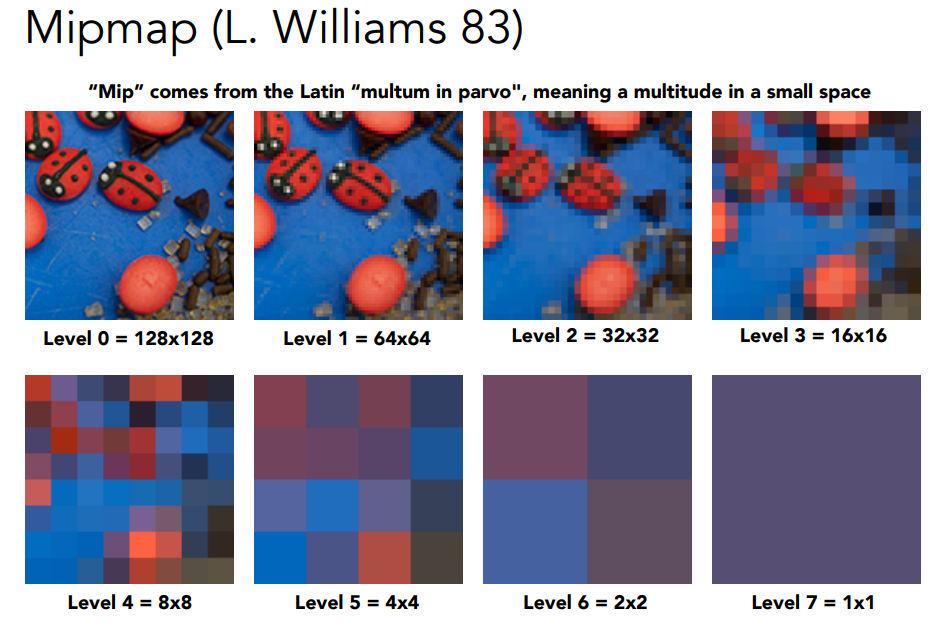 Mipmap (L. Williams 83)
“Mip” comes from the Latin “multum in parvo", meaning a multitude in a small space
Level 0 = 128x128
Level 1 = 64x64
Level 2 = 32x32
Level 3 = 16x16
Level 4 = 8x8
Level 5 = 4x4
Level 6 = 2x2
Level 7 = 1x1